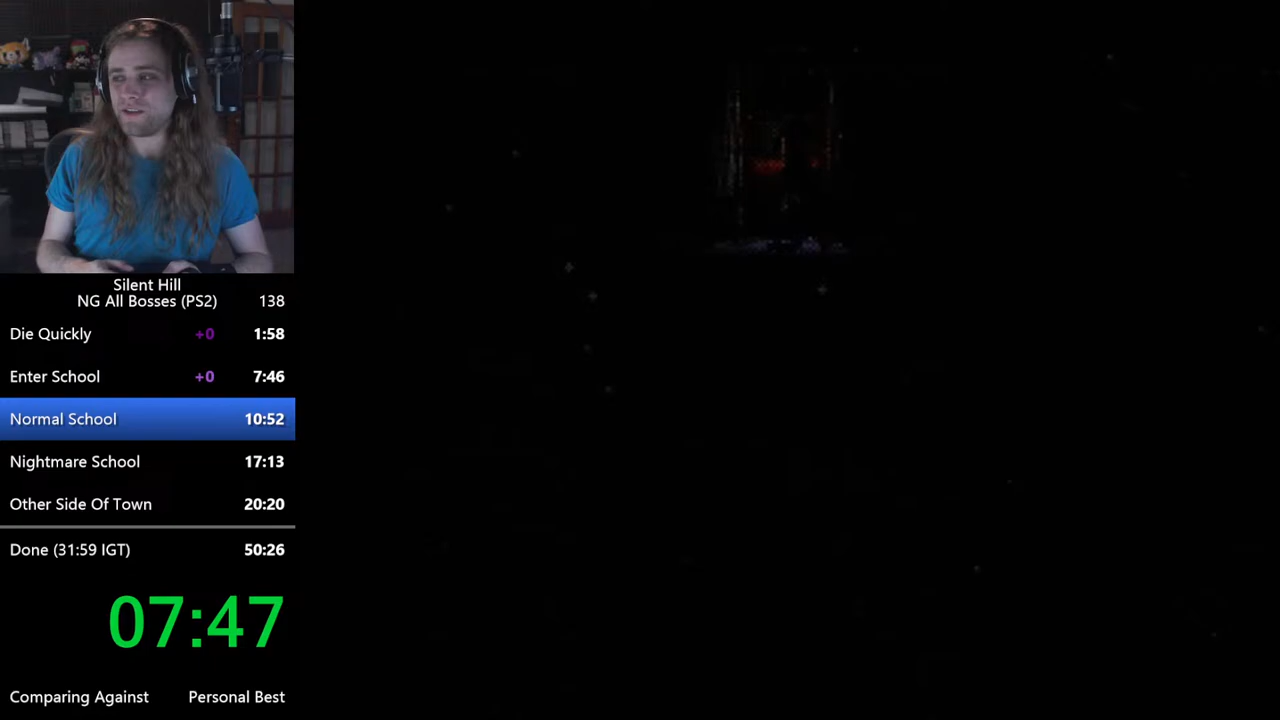 Silent Hill
NG All Bosses (PS2) 138
Die Quickly +0 1:58
Enter School +0 7:46
Normal School 10:52
Nightmare School 17:13
Other Side Of Town 20:20
Done (31:59 IGT) 50:26
07:47
Comparing Against Personal Best